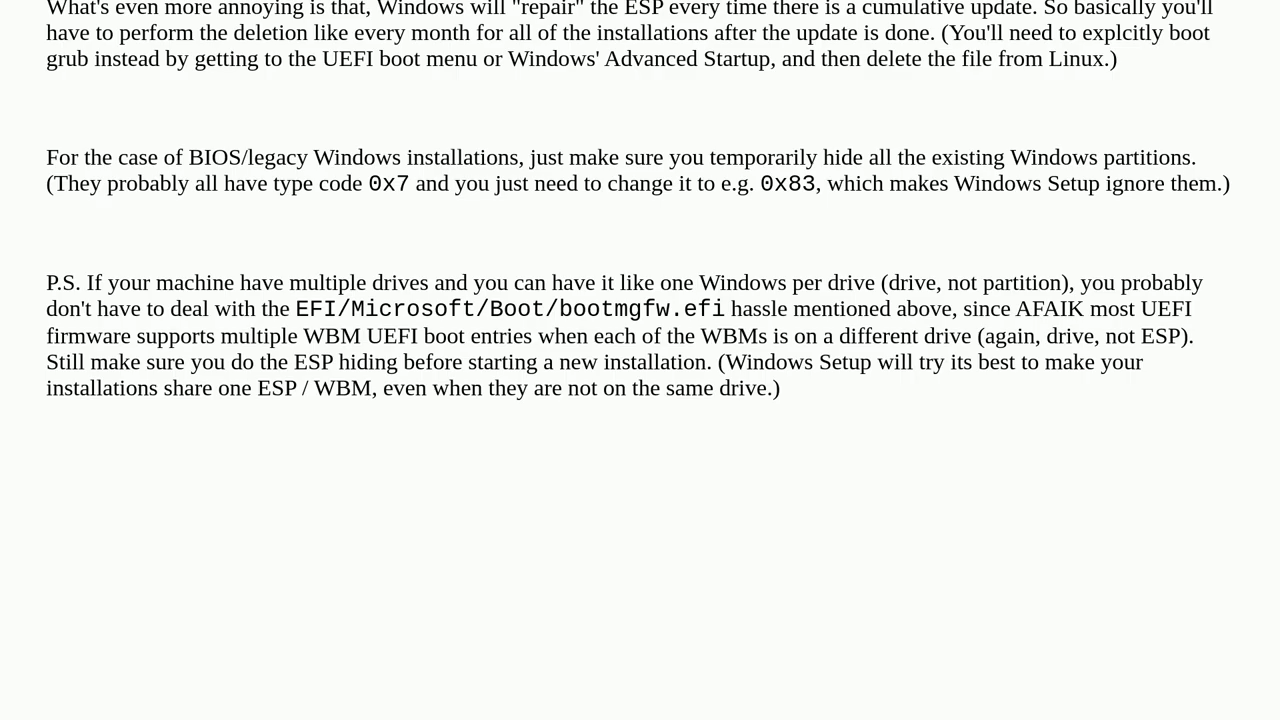 What's even more annoying is that, Windows will "repair" the ESP every time there is a cumulative update. So basically you'll
have to perform the deletion like every month for all of the installations after the update is done. (You'll need to explcitly boot
grub instead by getting to the UEFI boot menu or Windows' Advanced Startup, and then delete the file from Linux.)
For the case of BIOS/legacy Windows installations, just make sure you temporarily hide all the existing Windows partitions.
(They probably all have type code 0x7 and you just need to change it to e.g. 0x83, which makes Windows Setup ignore them.)
P.S. If your machine have multiple drives and you can have it like one Windows per drive (drive, not partition), you probably
don't have to deal with the EFI/Microsoft/Boot/bootmgfw.efi hassle mentioned above, since AFAIK most UEFI
firmware supports multiple WBM UEFI boot entries when each of the WBMs is on a different drive (again, drive, not ESP).
Still make sure you do the ESP hiding before starting a new installation. (Windows Setup will try its best to make your
installations share one ESP / WBM, even when they are not on the same drive.)